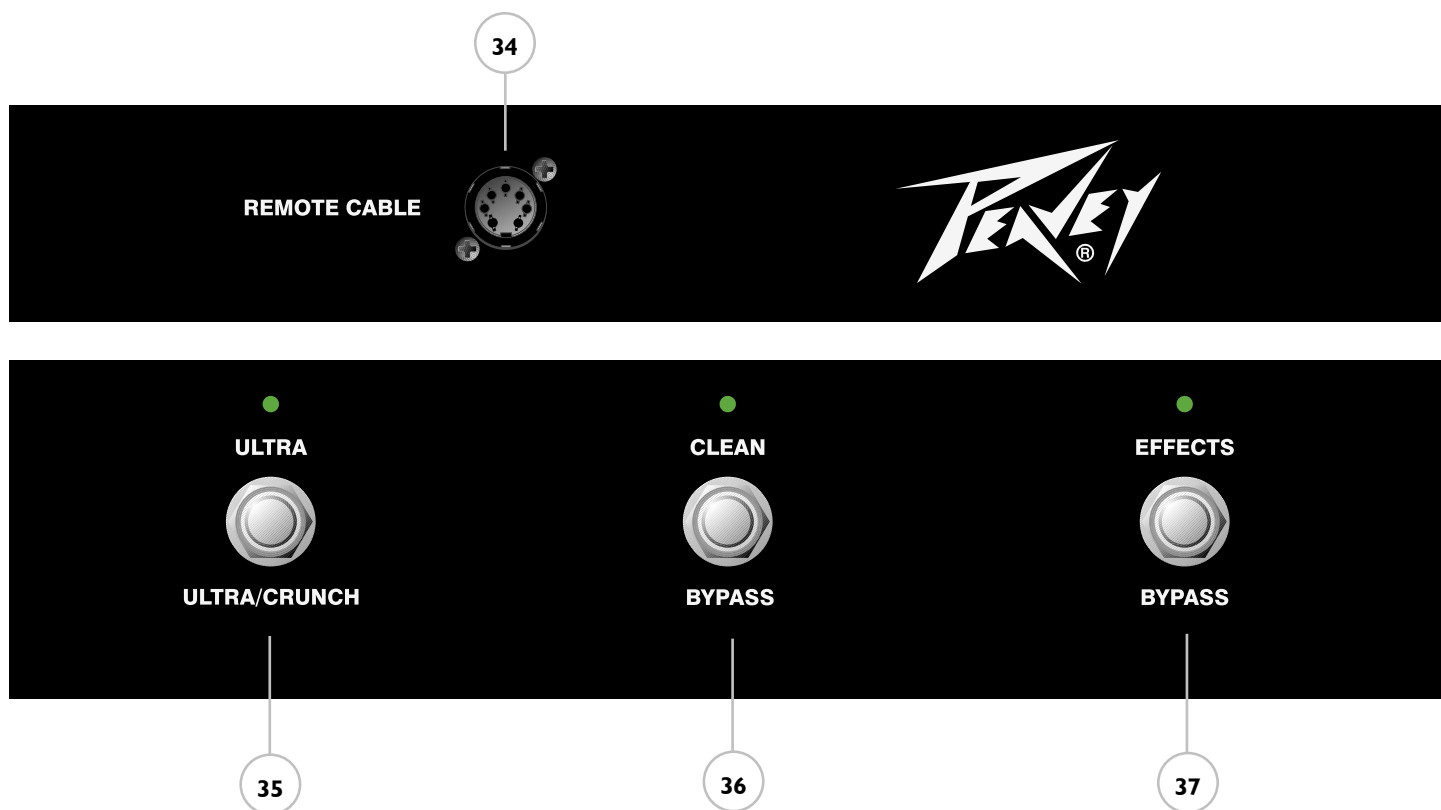 34
REMOTE CABLE
PEAVEY
®
ULTRA
CLEAN
EFFECTS
ULTRA/CRUNCH
BYPASS
BYPASS
35
36
37